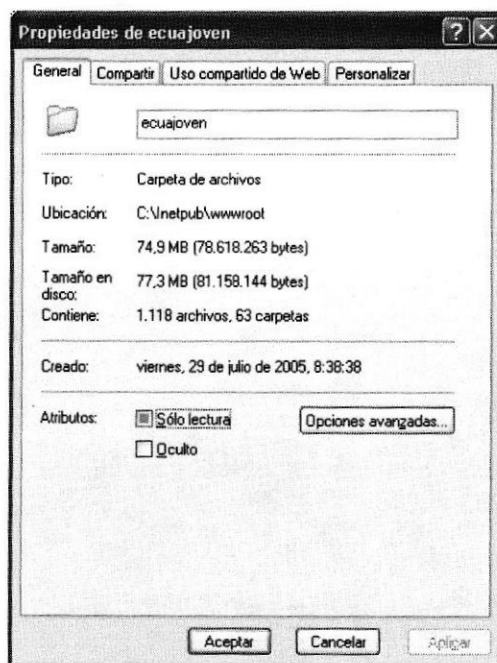 Propiedades de ecuajoven
General Compartir Uso compartido de Web Personalizar
ecuajoven
Tipo: Carpeta de archivos
Ubicación: C:\Inetpub\wwwroot
Tamaño: 74,9 MB (78.618.263 bytes)
Tamaño en disco: 77,3 MB (81.158.144 bytes)
Contiene: 1.118 archivos, 63 carpetas
Creado: viernes, 29 de julio de 2005, 8:38:38
Atributos: Sólo lectura Opciones avanzadas...
Oculto
Aceptar Cancelar Aplicar